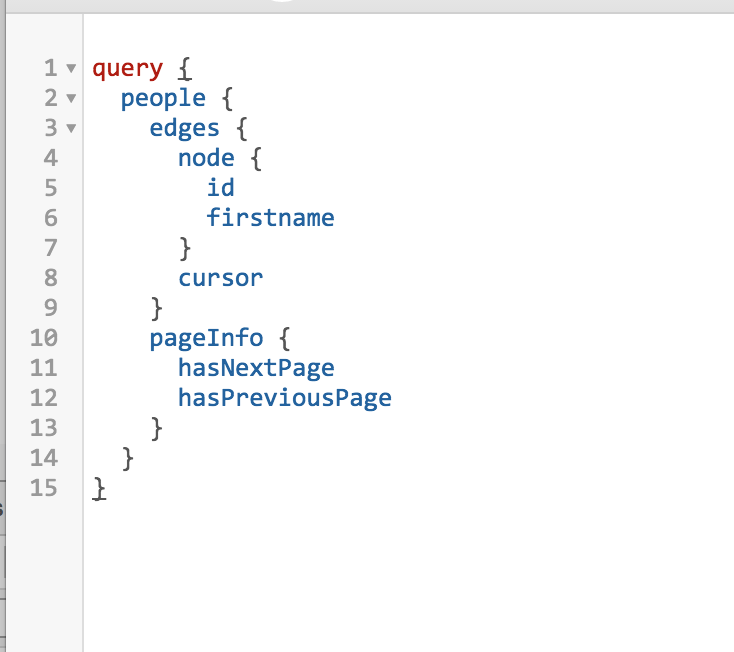 1 query {
2   people {
3     edges {
4       node {
5         id
6         firstname
7       }
8       cursor
9     }
10     pageInfo {
11       hasNextPage
12       hasPreviousPage
13     }
14   }
15 }